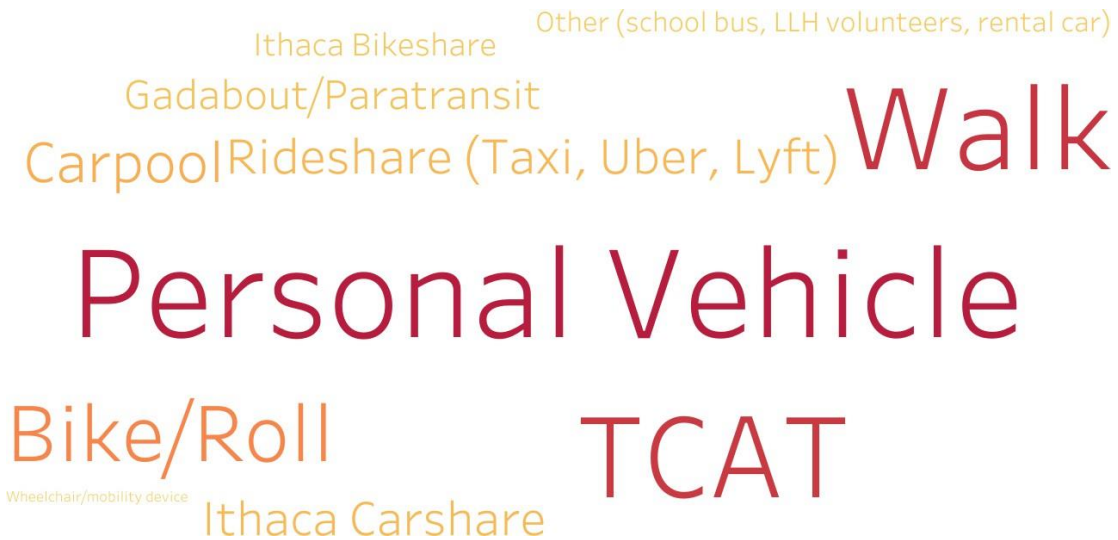 Other (school bus, LLH volunteers, rental car)
Ithaca Bikeshare
Gadabout/Paratransit
Walk
Carpool
Rideshare (Taxi, Uber, Lyft)
Personal Vehicle
Bike/Roll
TCAT
Wheelchair/mobility device
Ithaca Carshare